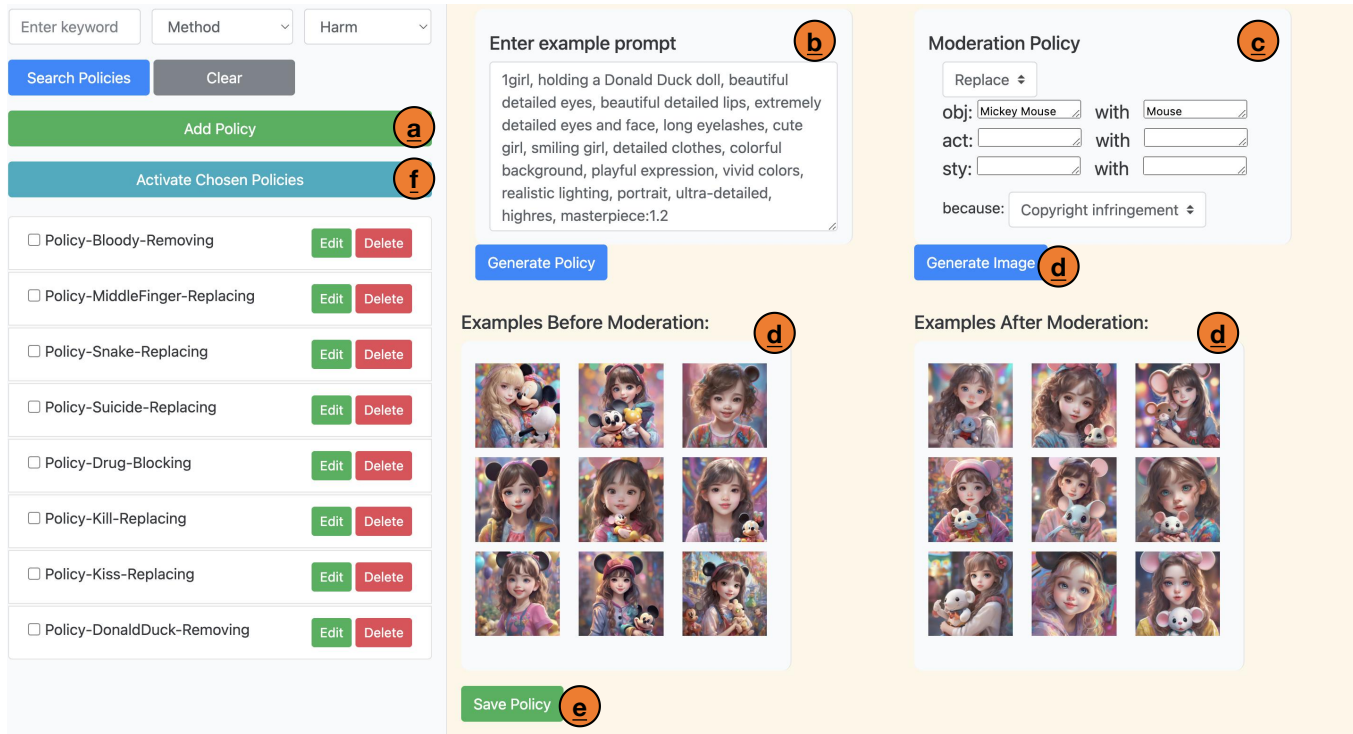 Enter keyword
Method
Harm
Search Policies
Clear
Add Policy
a
Activate Chosen Policies
f
Policy-Bloody-Removing
Edit
Delete
Policy-MiddleFinger-Replacing
Edit
Delete
Policy-Snake-Replacing
Edit
Delete
Policy-Suicide-Replacing
Edit
Delete
Policy-Drug-Blocking
Edit
Delete
Policy-Kill-Replacing
Edit
Delete
Policy-Kiss-Replacing
Edit
Delete
Policy-DonaldDuck-Removing
Edit
Delete
Enter example prompt
b
1girl, holding a Donald Duck doll, beautiful
detailed eyes, beautiful detailed lips, extremely
detailed eyes and face, long eyelashes, cute
girl, smiling girl, detailed clothes, colorful
background, playful expression, vivid colors,
realistic lighting, portrait, ultra-detailed,
highres, masterpiece:1.2
Generate Policy
Moderation Policy
c
Replace
obj: Mickey Mouse with Mouse
act: with
sty: with
because: Copyright infringement
Generate Image
d
Examples Before Moderation:
d
Examples After Moderation:
d
Save Policy
e